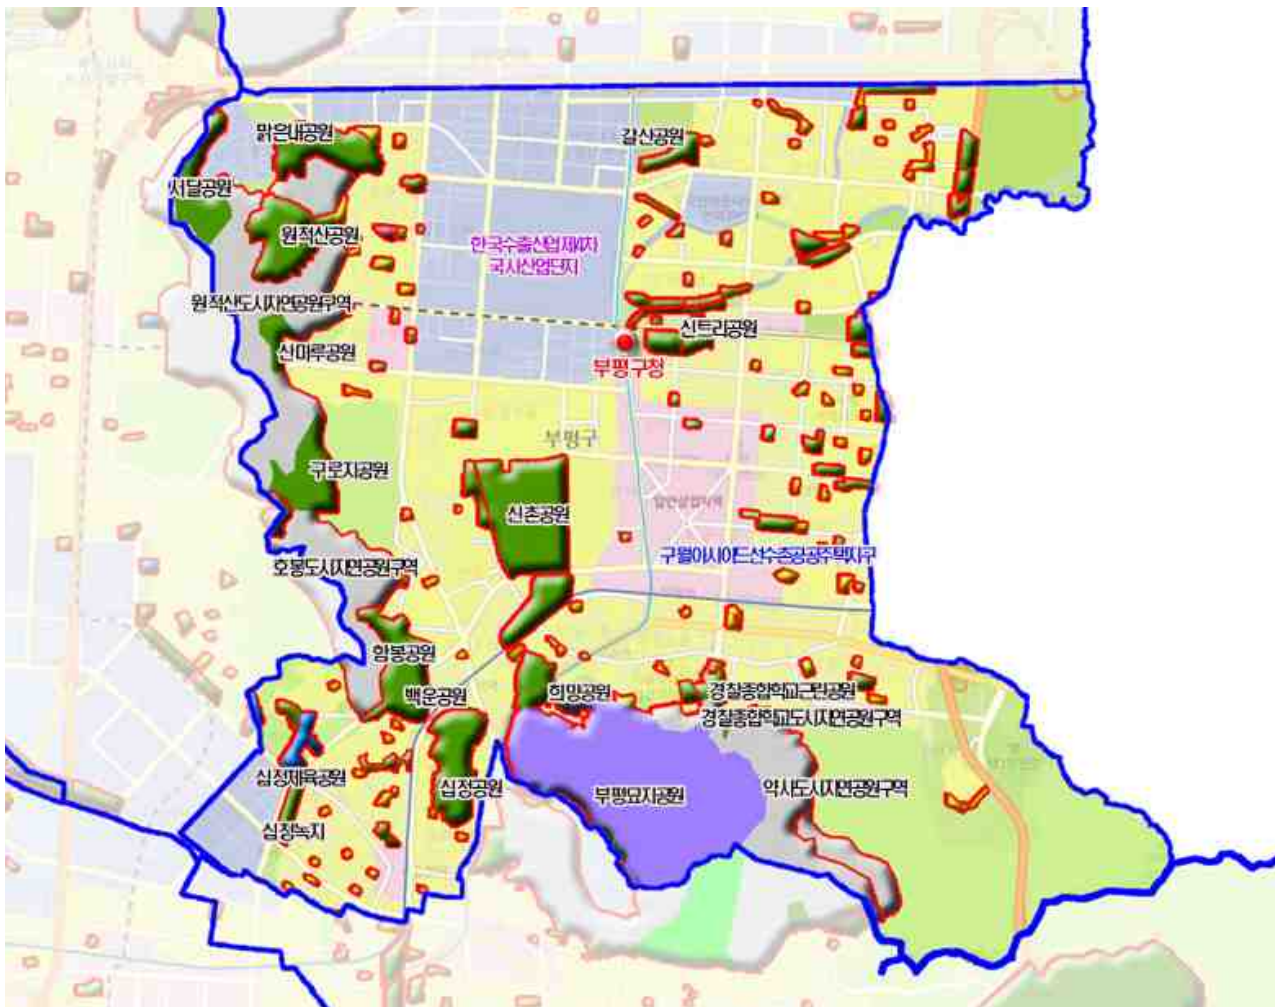 맑은내공원
갈산공원
서달공원
원적산공원
한국수출산업제4차
국가산업단지
원적산도시자연공원구역
신트리공원
산마루공원
부평구청
부평구
구로지공원
신촌공원
일반상업지역
구월아시아드선수촌공공주택지구
호봉도시자연공원구역
함봉공원
백운공원
희망공원
경찰종합학교근린공원
경찰종합학교도시자연공원구역
십정체육공원
십정공원
부평묘지공원
약사도시자연공원구역
십정녹지